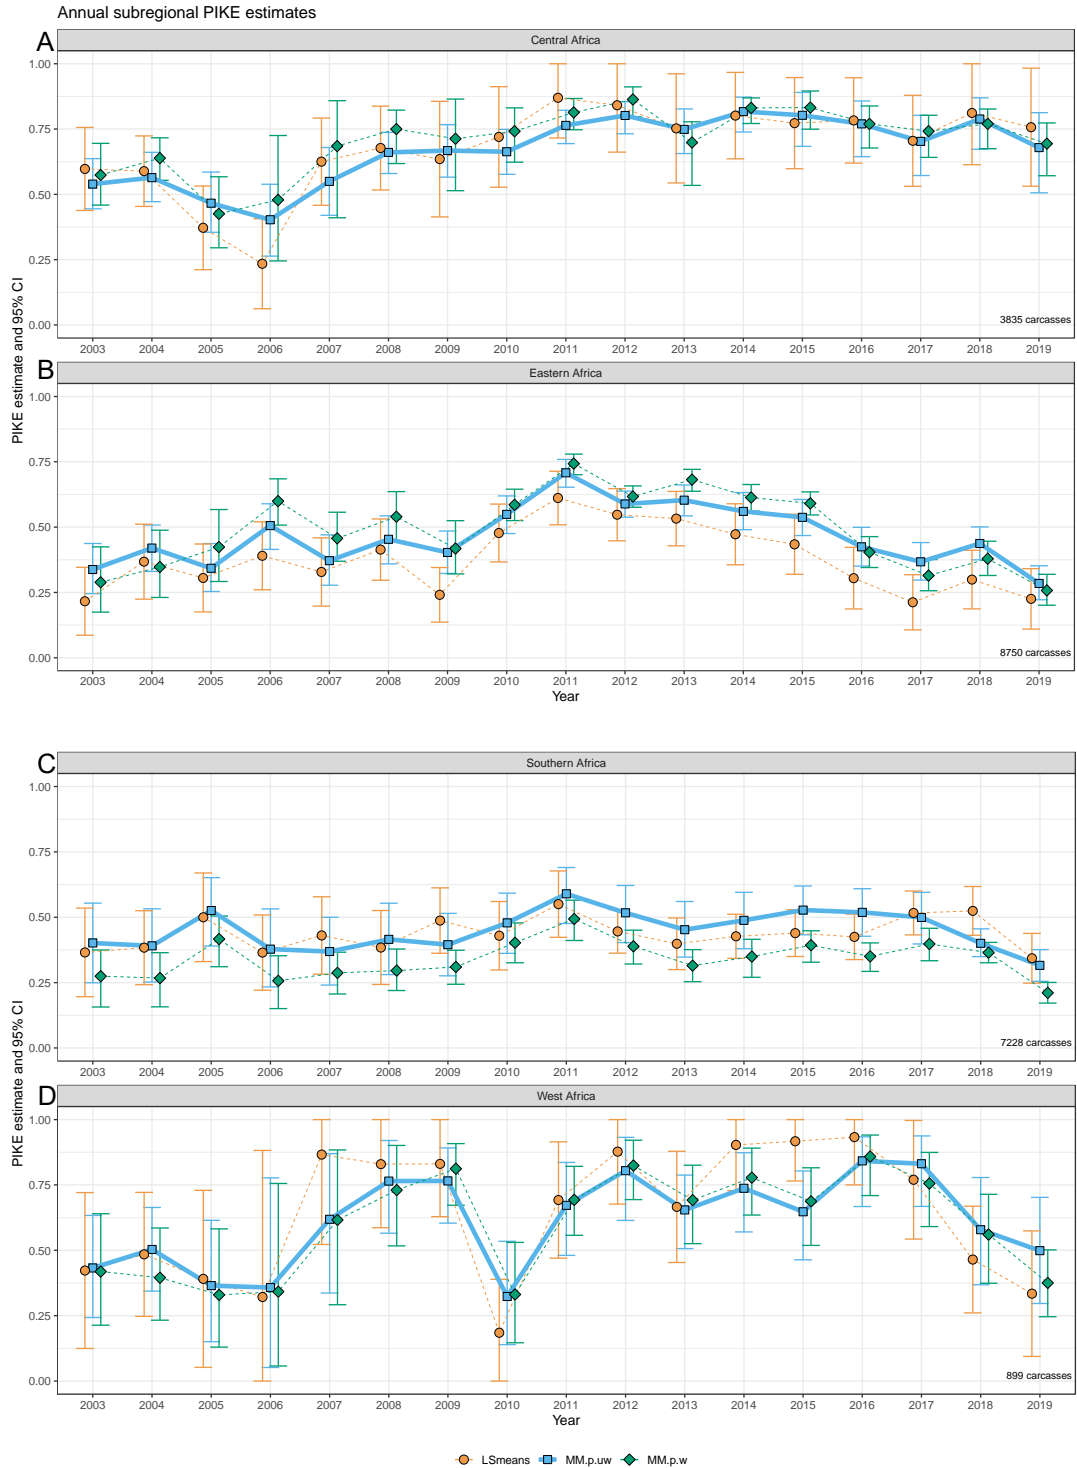 Annual subregional PIKE estimates
A
Central Africa
1.00
0.75
0.50
0.25
0.00
3835 carcasses
2003 2004 2005 2006 2007 2008 2009 2010 2011 2012 2013 2014 2015 2016 2017 2018 2019
PIKE estimate and 95% CI
B
Eastern Africa
1.00
0.75
0.50
0.25
0.00
8750 carcasses
2003 2004 2005 2006 2007 2008 2009 2010 2011 2012 2013 2014 2015 2016 2017 2018 2019
Year
C
Southern Africa
1.00
0.75
0.50
0.25
0.00
7228 carcasses
2003 2004 2005 2006 2007 2008 2009 2010 2011 2012 2013 2014 2015 2016 2017 2018 2019
PIKE estimate and 95% CI
D
West Africa
1.00
0.75
0.50
0.25
0.00
899 carcasses
2003 2004 2005 2006 2007 2008 2009 2010 2011 2012 2013 2014 2015 2016 2017 2018 2019
Year
LSmeans MM.p.uw MM.p.w